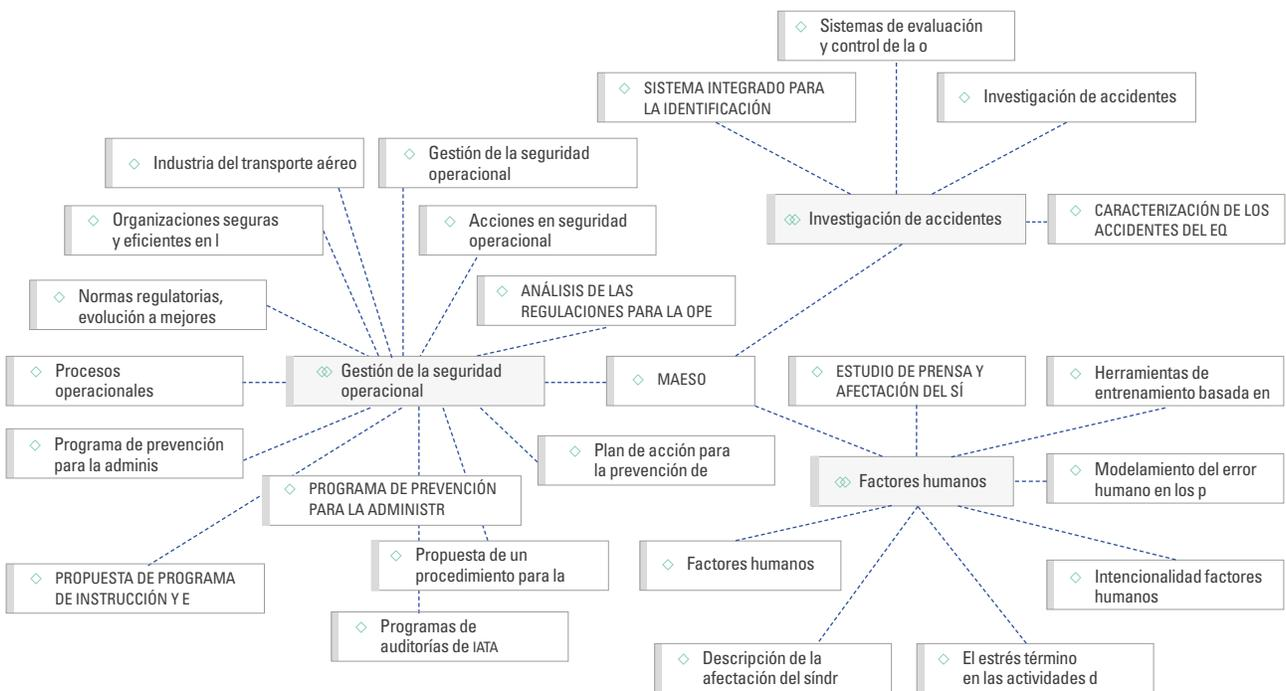 Sistemas de evaluación
y control de la o
SISTEMA INTEGRADO PARA
LA IDENTIFICACIÓN
Investigación de accidentes
Industria del transporte aéreo
Gestión de la seguridad
operacional
Organizaciones seguras
y eficientes en l
Acciones en seguridad
operacional
Investigación de accidentes
CARACTERIZACIÓN DE LOS
ACCIDENTES DEL EQ
Normas regulatorias,
evolución a mejores
ANÁLISIS DE LAS
REGULACIONES PARA LA OPE
Procesos
operacionales
Gestión de la seguridad
operacional
MAESO
ESTUDIO DE PRENSA Y
AFECTACIÓN DEL SÍ
Herramientas de
entrenamiento basada en
Programa de prevención
para la adminis
Plan de acción para
la prevención de
Factores humanos
Modelamiento del error
humano en los p
PROGRAMA DE PREVENCIÓN
PARA LA ADMINISTR
Propuesta de un
procedimiento para la
Factores humanos
PROPUESTA DE PROGRAMA
DE INSTRUCCIÓN Y E
Intencionalidad factores
humanos
Programas de
auditorías de IATA
Descripción de la
afectación del síndr
El estrés término
en las actividades d